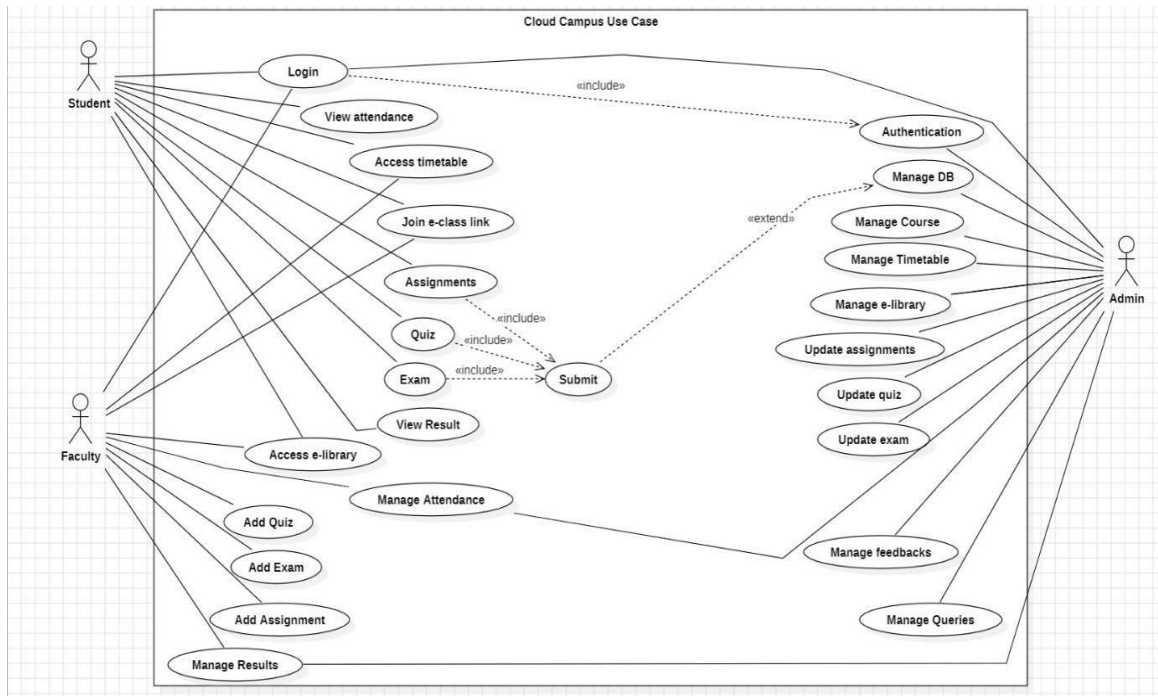 Cloud Campus Use Case
Student
Login
«include»
View attendance
Authentication
Access timetable
Manage DB
Join e-class link
«extend»
Manage Course
Manage Timetable
Admin
Assignments
Manage e-library
«include»
Quiz
«include»
Update assignments
Exam
«include»
Submit
Update quiz
View Result
Update exam
Faculty
Access e-library
Manage Attendance
Add Quiz
Manage feedbacks
Add Exam
Add Assignment
Manage Queries
Manage Results